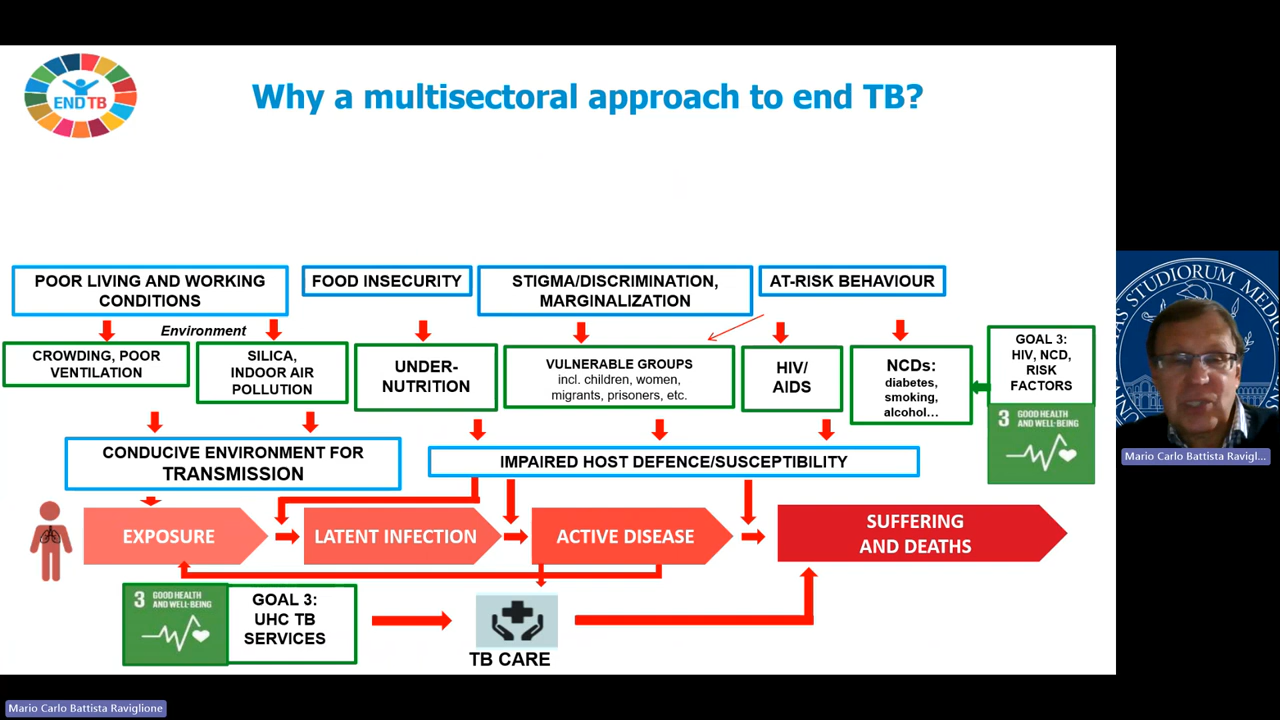 END TB
Why a multisectoral approach to end TB?
POOR LIVING AND WORKING
CONDITIONS
FOOD INSECURITY
STIGMA/DISCRIMINATION,
MARGINALIZATION
AT-RISK BEHAVIOUR
Environment
CROWDING, POOR
VENTILATION
SILICA,
INDOOR AIR
POLLUTION
UNDER-
NUTRITION
VULNERABLE GROUPS
incl. children, women,
migrants, prisoners, etc.
HIV/
AIDS
NCDs:
diabetes,
smoking,
alcohol…
GOAL 3:
HIV, NCD,
RISK
FACTORS
3 GOOD HEALTH
AND WELL-BEING
CONDUCIVE ENVIRONMENT FOR
TRANSMISSION
IMPAIRED HOST DEFENCE/SUSCEPTIBILITY
EXPOSURE
LATENT INFECTION
ACTIVE DISEASE
SUFFERING
AND DEATHS
3 GOOD HEALTH
AND WELL-BEING
GOAL 3:
UHC TB
SERVICES
TB CARE
STUDIORUM
Mario Carlo Battista Ravigl...
Mario Carlo Battista Raviglione